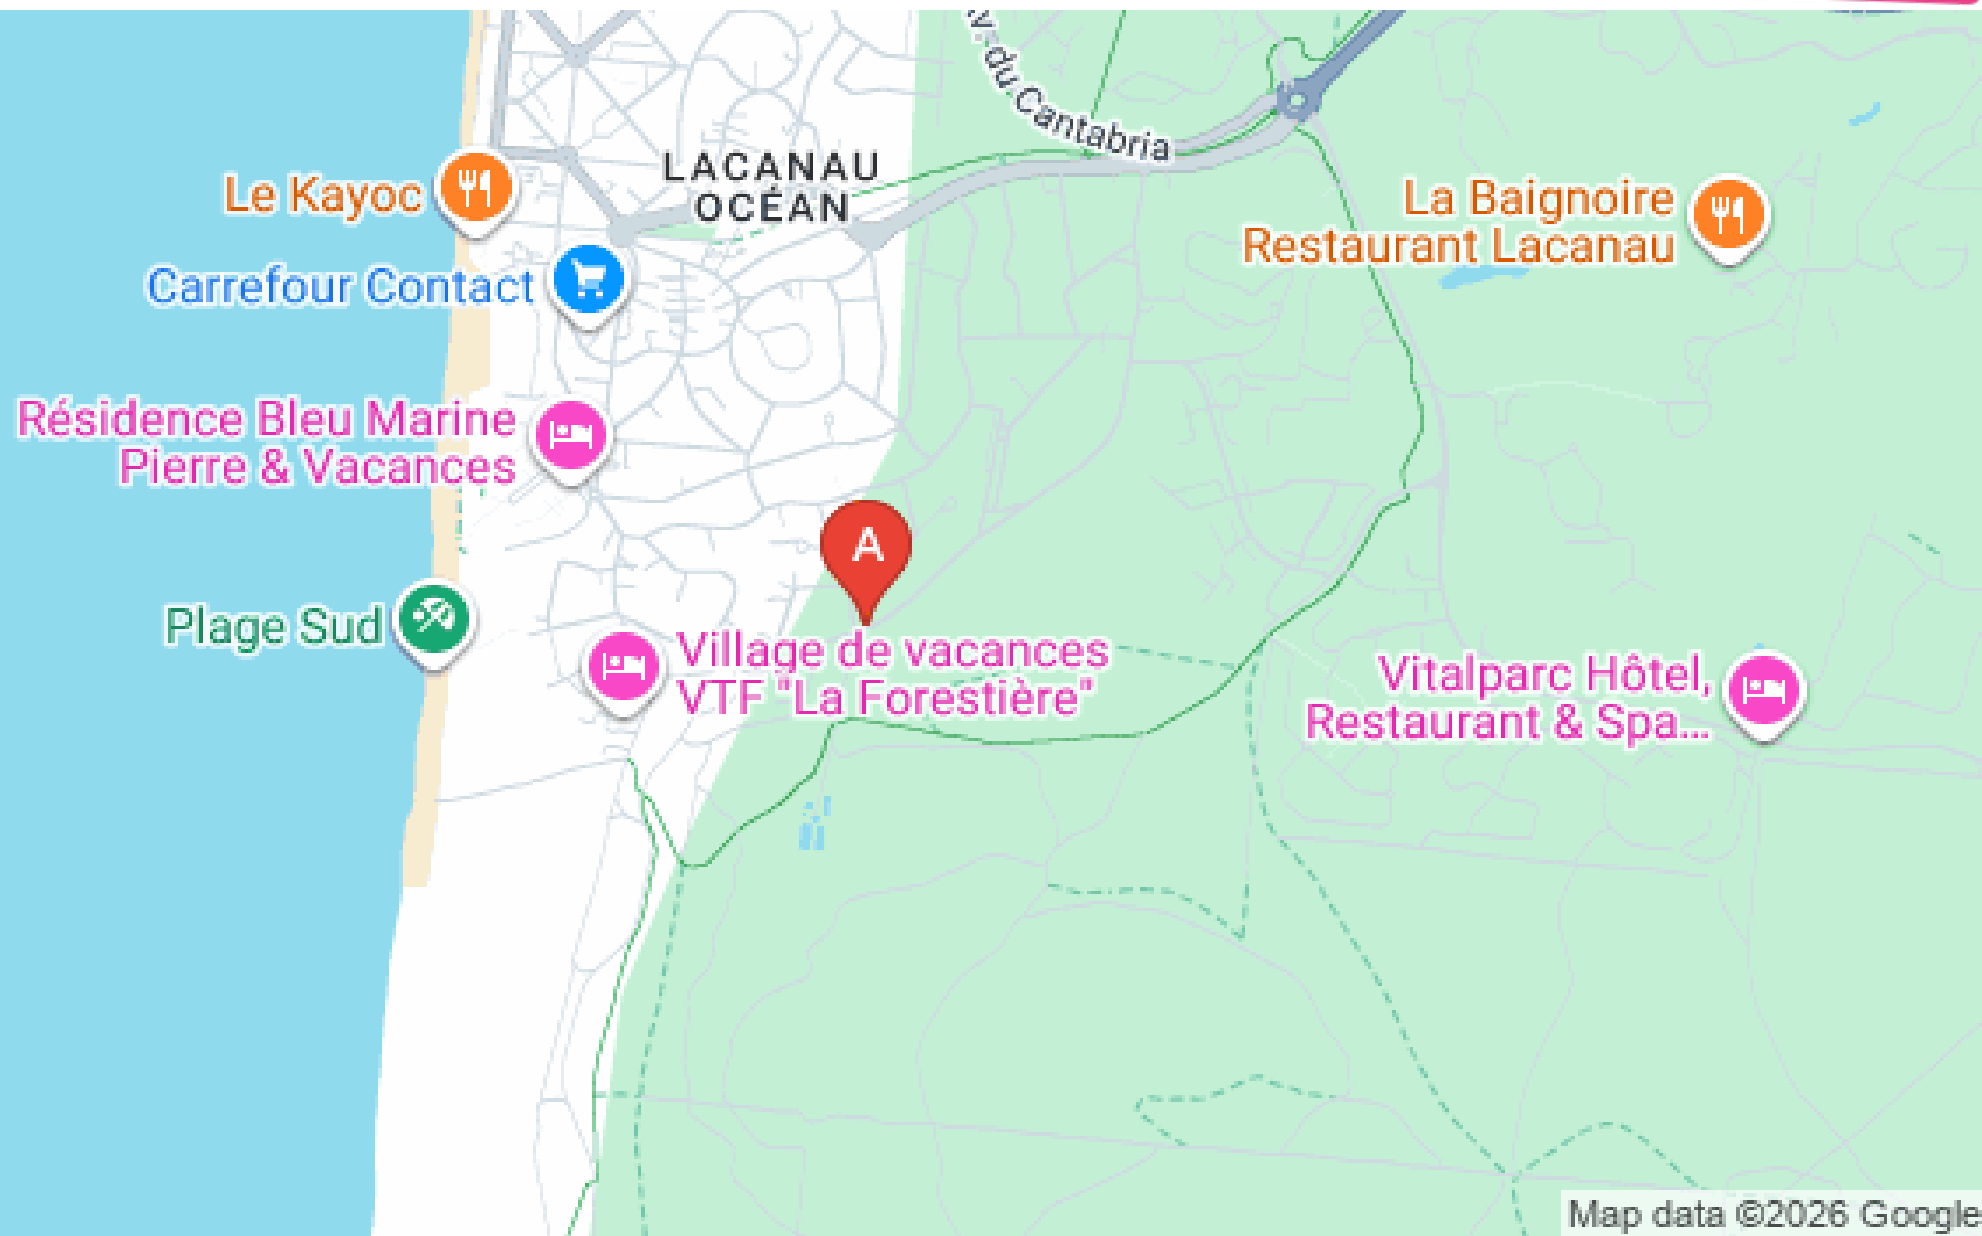 Av. du Cantabria
LACANAU
OCÉAN
Le Kayoc
La Baignoire
Restaurant Lacanau
Carrefour Contact
Résidence Bleu Marine
Pierre & Vacances
A
Plage Sud
Village de vacances
VTF "La Forestière"
Vitalparc Hôtel,
Restaurant & Spa...
Map data ©2026 Google